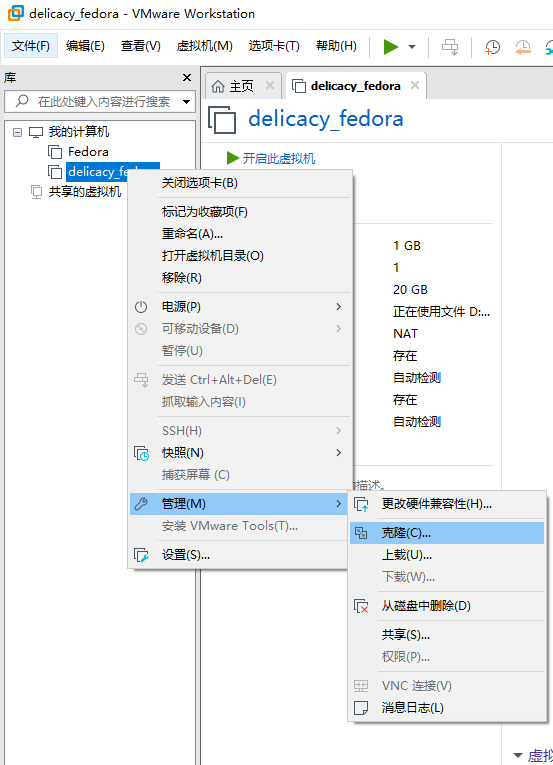 delicacy_fedora - VMware Workstation
文件(F) 编辑(E) 查看(V) 虚拟机(M) 选项卡(T) 帮助(H)
库
在此处键入内容进行搜索
我的计算机
Fedora
delicacy_fedora
共享的虚拟机
主页
delicacy_fedora
delicacy_fedora
开启此虚拟机
1 GB
1
20 GB
正在使用文件 D:...
NAT
存在
自动检测
存在
自动检测
的描述。
虚拟
关闭选项卡(B)
标记为收藏项(F)
重命名(A)...
打开虚拟机目录(O)
移除(R)
电源(P)
可移动设备(D)
暂停(U)
发送 Ctrl+Alt+Del(E)
抓取输入内容(I)
SSH(H)
快照(N)
捕获屏幕 (C)
管理(M)
安装 VMware Tools(T)...
设置(S)...
更改硬件兼容性(H)...
克隆(C)...
上载(U)...
下载(W)...
从磁盘中删除(D)
共享(S)...
权限(P)...
VNC 连接(V)
消息日志(L)